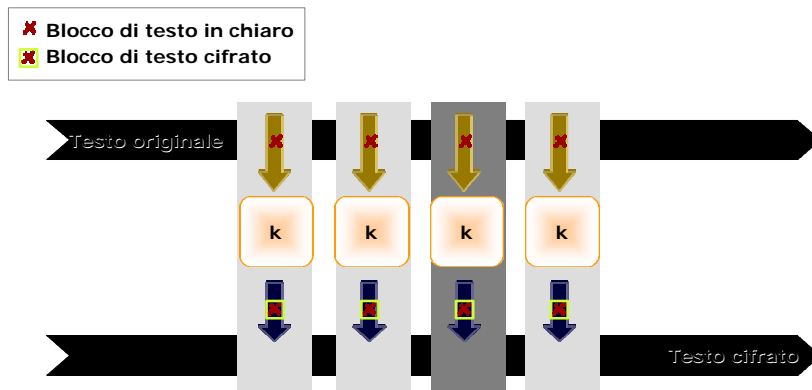 Blocco di testo in chiaro
Blocco di testo cifrato
Testo originale
k k k k
Testo cifrato